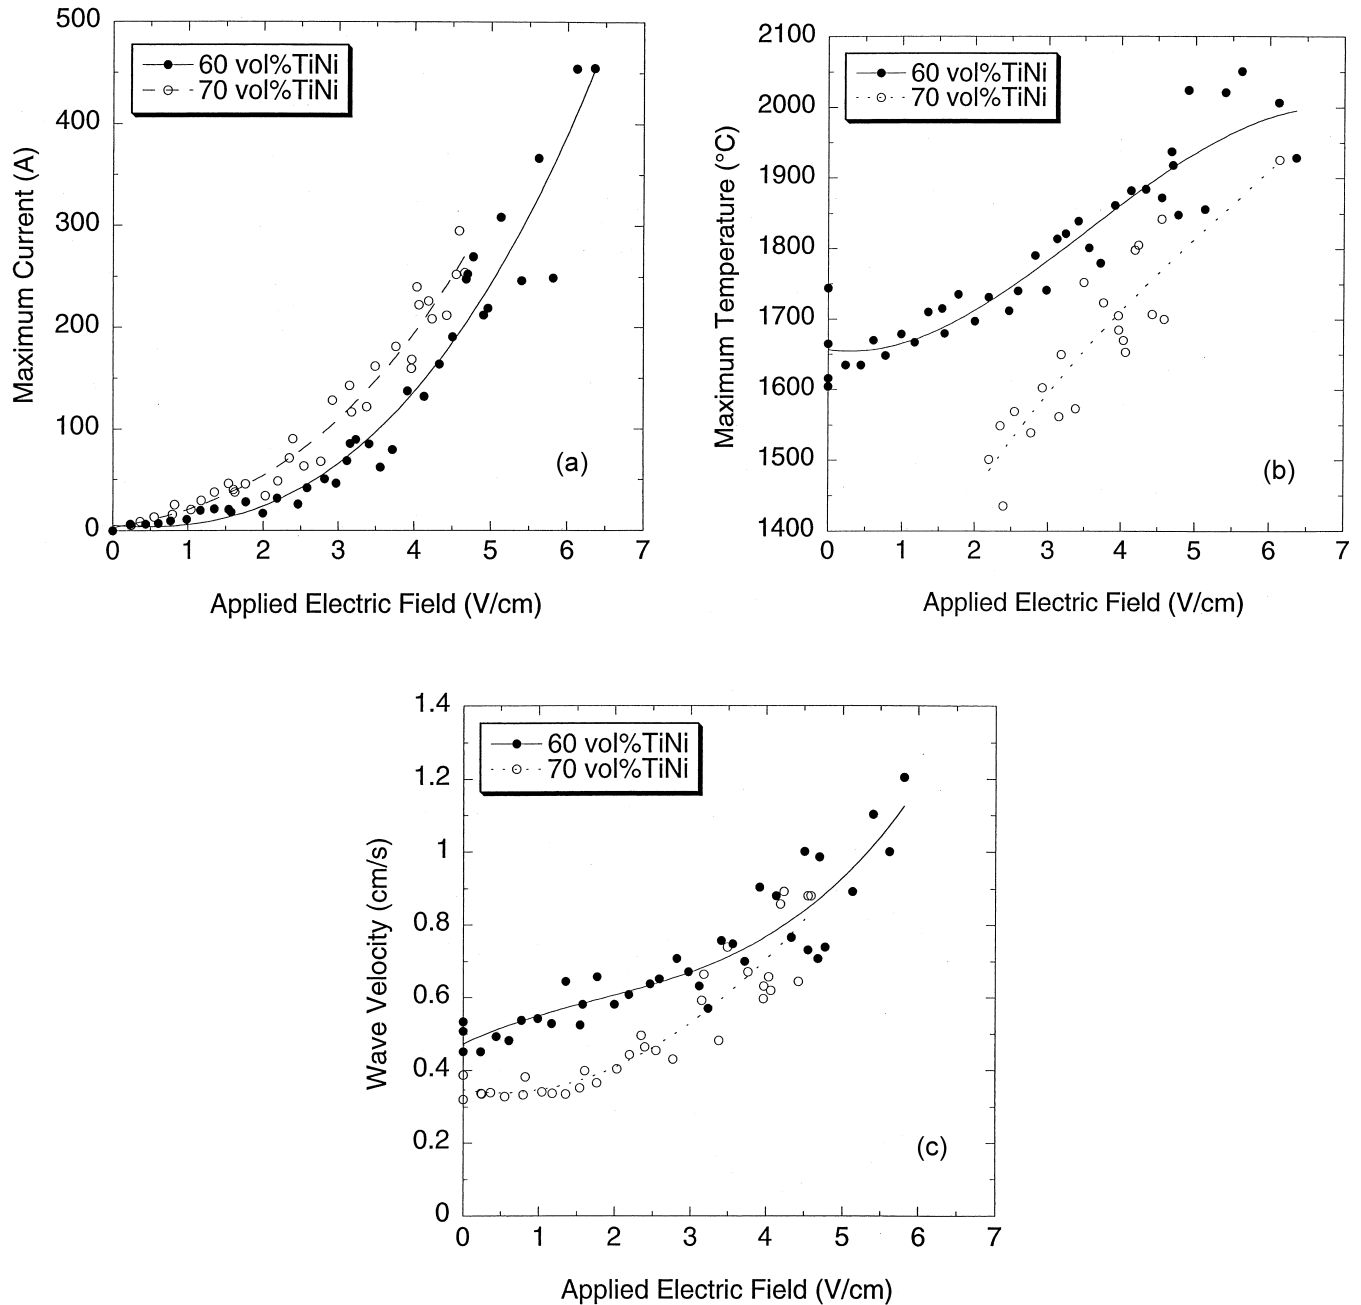 500
400
300
200
100
0
Maximum Current (A)
60 vol%TiNi
70 vol%TiNi
(a)
0 1 2 3 4 5 6 7
Applied Electric Field (V/cm)
2100
2000
1900
1800
1700
1600
1500
1400
Maximum Temperature (°C)
60 vol%TiNi
70 vol%TiNi
(b)
0 1 2 3 4 5 6 7
Applied Electric Field (V/cm)
1.4
1.2
1
0.8
0.6
0.4
0.2
0
Wave Velocity (cm/s)
60 vol%TiNi
70 vol%TiNi
(c)
0 1 2 3 4 5 6 7
Applied Electric Field (V/cm)